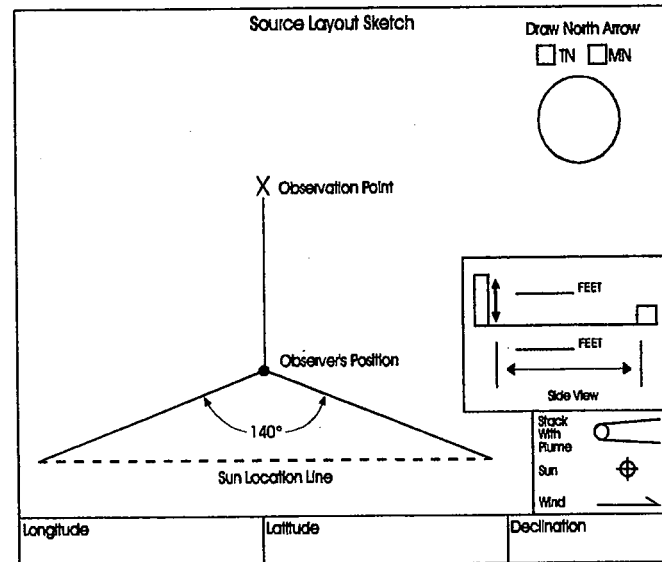 Source Layout Sketch
Draw North Arrow
TN MN
X Observation Point
FEET
FEET
Side View
Observer's Position
140°
Sun Location Line
Stack
With
Plume
Sun
Wind
Longitude
Latitude
Declination